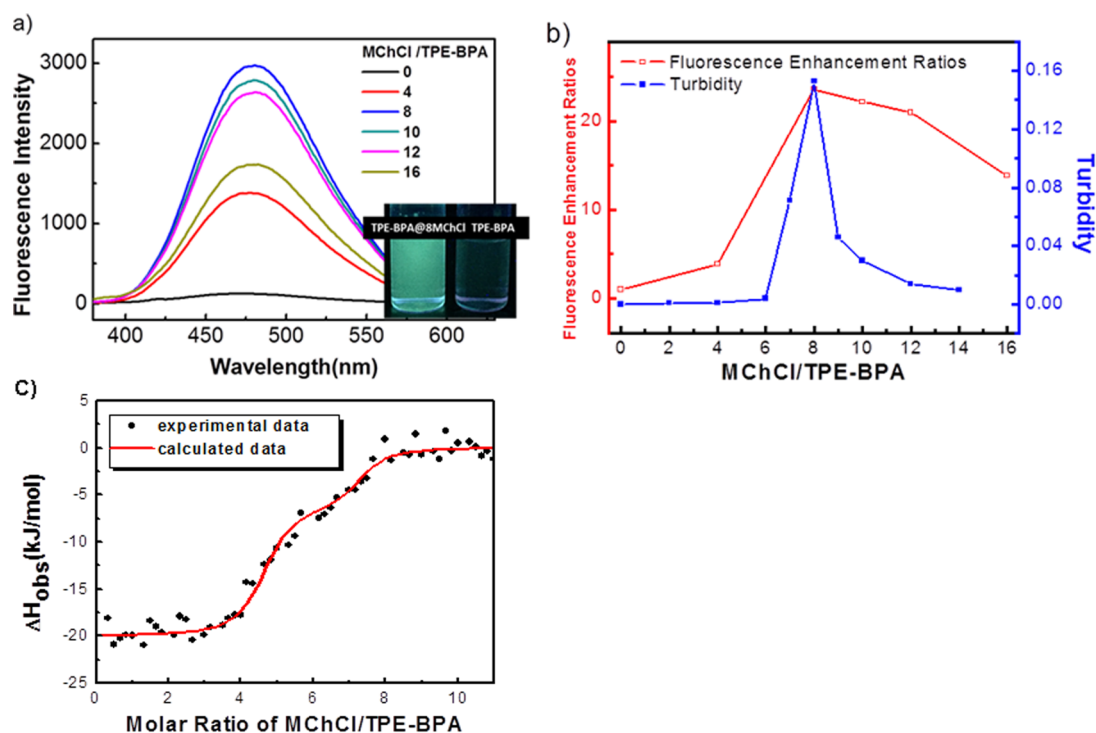 a)
MChCl /TPE-BPA
0
4
8
10
12
16
3000
2000
1000
0
Fluorescence Intensity
TPE-BPA@8MChCl TPE-BPA
400 450 500 550 600
Wavelength(nm)
b)
Fluorescence Enhancement Ratios
Turbidity
20
10
0
Fluorescence Enhancement Ratios
0.16
0.12
0.08
0.04
0.00
Turbidity
0 2 4 6 8 10 12 14 16
MChCl/TPE-BPA
C)
experimental data
calculated data
5
0
-5
-10
-15
-20
-25
ΔHobs(kJ/mol)
0 2 4 6 8 10
Molar Ratio of MChCl/TPE-BPA